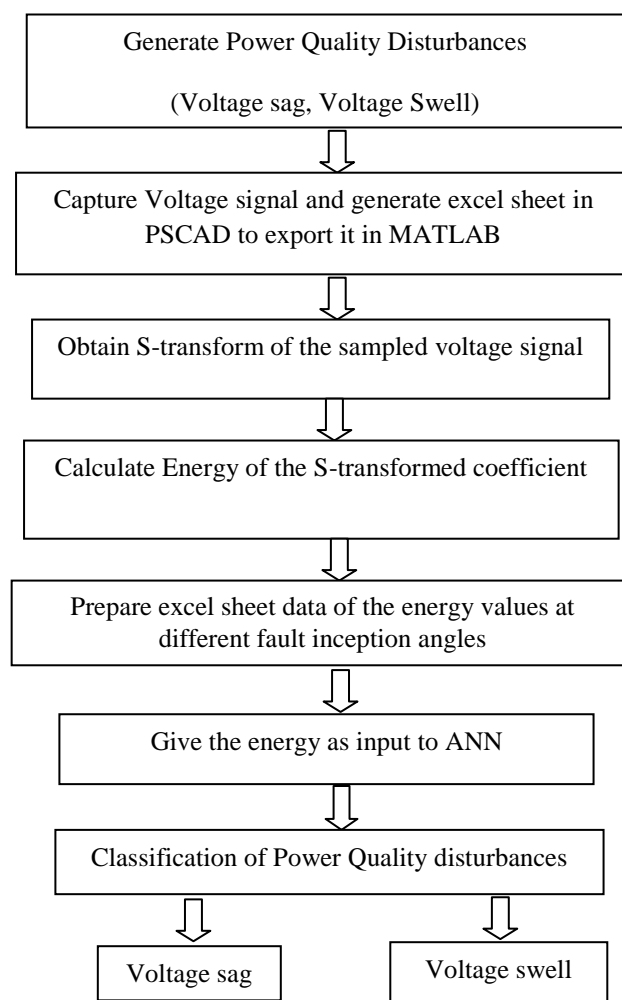 Generate Power Quality Disturbances
(Voltage sag, Voltage Swell)
Capture Voltage signal and generate excel sheet in
PSCAD to export it in MATLAB
Obtain S-transform of the sampled voltage signal
Calculate Energy of the S-transformed coefficient
Prepare excel sheet data of the energy values at
different fault inception angles
Give the energy as input to ANN
Classification of Power Quality disturbances
Voltage sag
Voltage swell